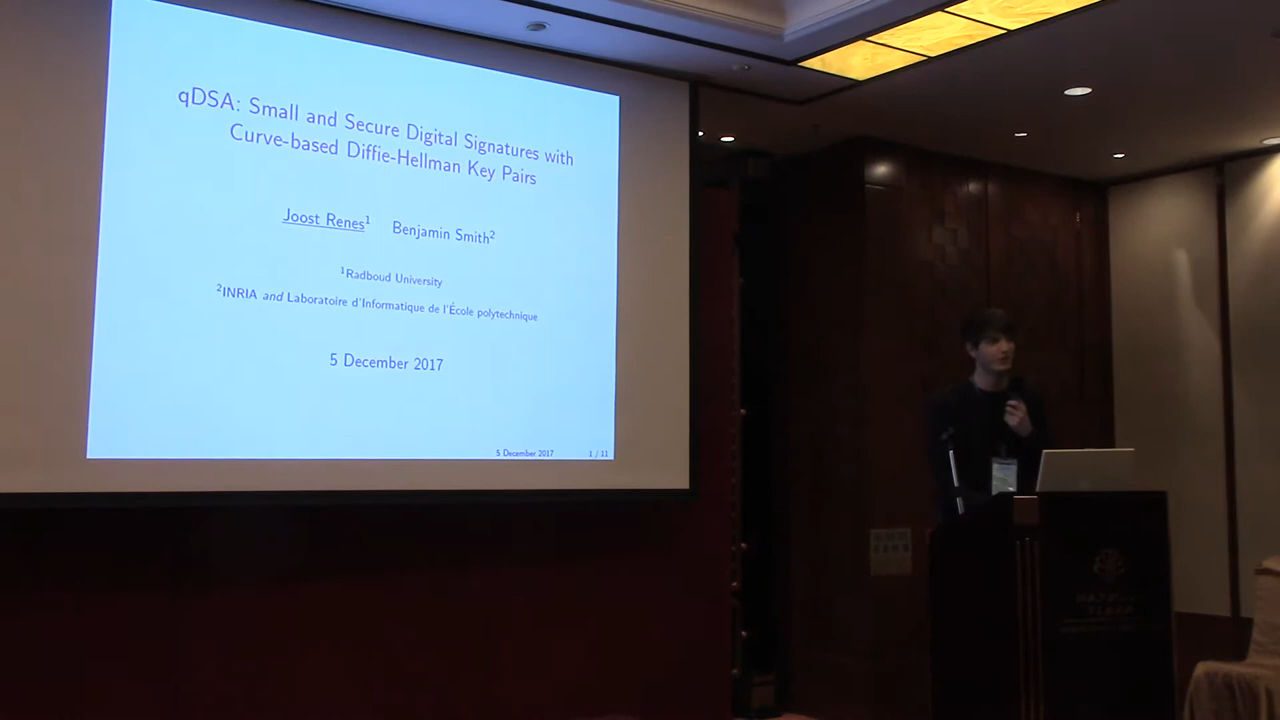 qDSA: Small and Secure Digital Signatures with
Curve-based Diffie-Hellman Key Pairs
Joost Renes¹ Benjamin Smith²
¹Radboud University
²INRIA and Laboratoire d'Informatique de l'École polytechnique
5 December 2017
5 December 2017 1 / 11